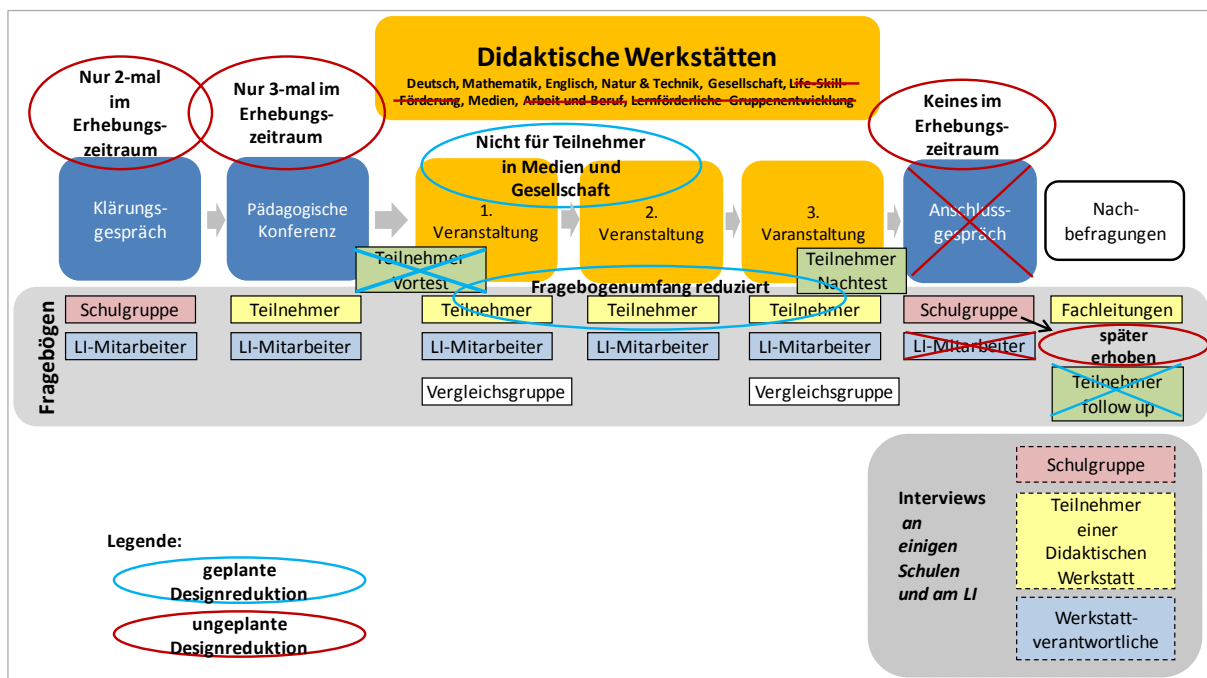 Didaktische Werkstätten
Deutsch, Mathematik, Englisch, Natur & Technik, Gesellschaft, Life-Skill-
Förderung, Medien, Arbeit und Beruf, Lernförderliche Gruppenentwicklung
Nur 2-mal
im
Erhebungs-
zeitraum
Nur 3-mal im
Erhebungs-
zeitraum
Keines im
Erhebungs-
zeitraum
Nicht für Teilnehmer
in Medien und
Gesellschaft
Klärungs-
gespräch
Pädagogische
Konferenz
1.
Veranstaltung
2.
Veranstaltung
3.
Varanstaltung
Anschluss-
gespräch
Nach-
befragungen
Teilnehmer
Vortest
Teilnehmer
Nachtest
Fragebogenumfang reduziert
Fragebögen
Schulgruppe
Teilnehmer
Teilnehmer
Teilnehmer
Teilnehmer
Schulgruppe
Fachleitungen
LI-Mitarbeiter
LI-Mitarbeiter
LI-Mitarbeiter
LI-Mitarbeiter
LI-Mitarbeiter
LI-Mitarbeiter
später
erhoben
Vergleichsgruppe
Vergleichsgruppe
Teilnehmer
follow up
Legende:
geplante
Designreduktion
ungeplante
Designreduktion
Interviews
an
einigen
Schulen
und am LI
Schulgruppe
Teilnehmer
einer
Didaktischen
Werkstatt
Werkstatt-
verantwortliche